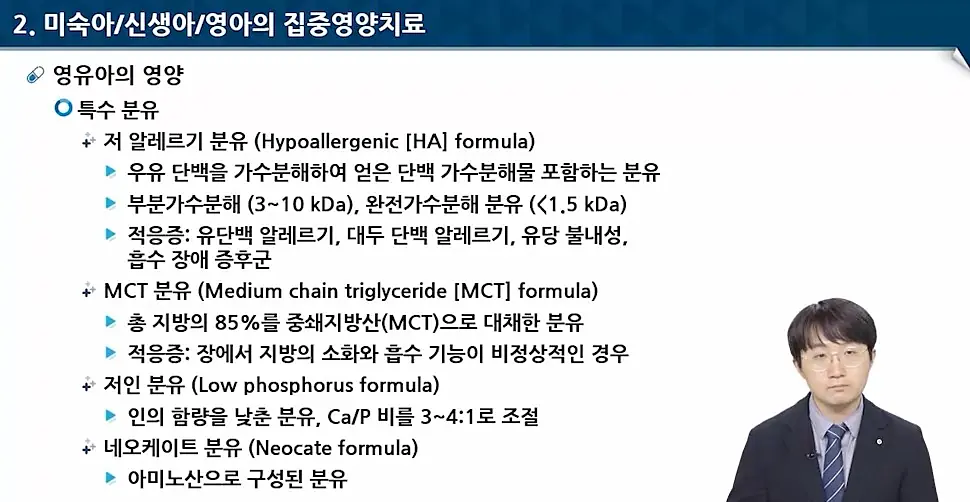 2. 미숙아/신생아/영아의 집중영양치료
영유아의 영양
특수 분유
저 알레르기 분유 (Hypoallergenic [HA] formula)
우유 단백을 가수분해하여 얻은 단백 가수분해물 포함하는 분유
부분가수분해 (3~10 kDa), 완전가수분해 분유 (<1.5 kDa)
적응증: 유단백 알레르기, 대두 단백 알레르기, 유당 불내성,
흡수 장애 증후군
MCT 분유 (Medium chain triglyceride [MCT] formula)
총 지방의 85%를 중쇄지방산(MCT)으로 대채한 분유
적응증: 장에서 지방의 소화와 흡수 기능이 비정상적인 경우
저인 분유 (Low phosphorus formula)
인의 함량을 낮춘 분유, Ca/P 비를 3~4:1로 조절
네오케이트 분유 (Neocate formula)
아미노산으로 구성된 분유